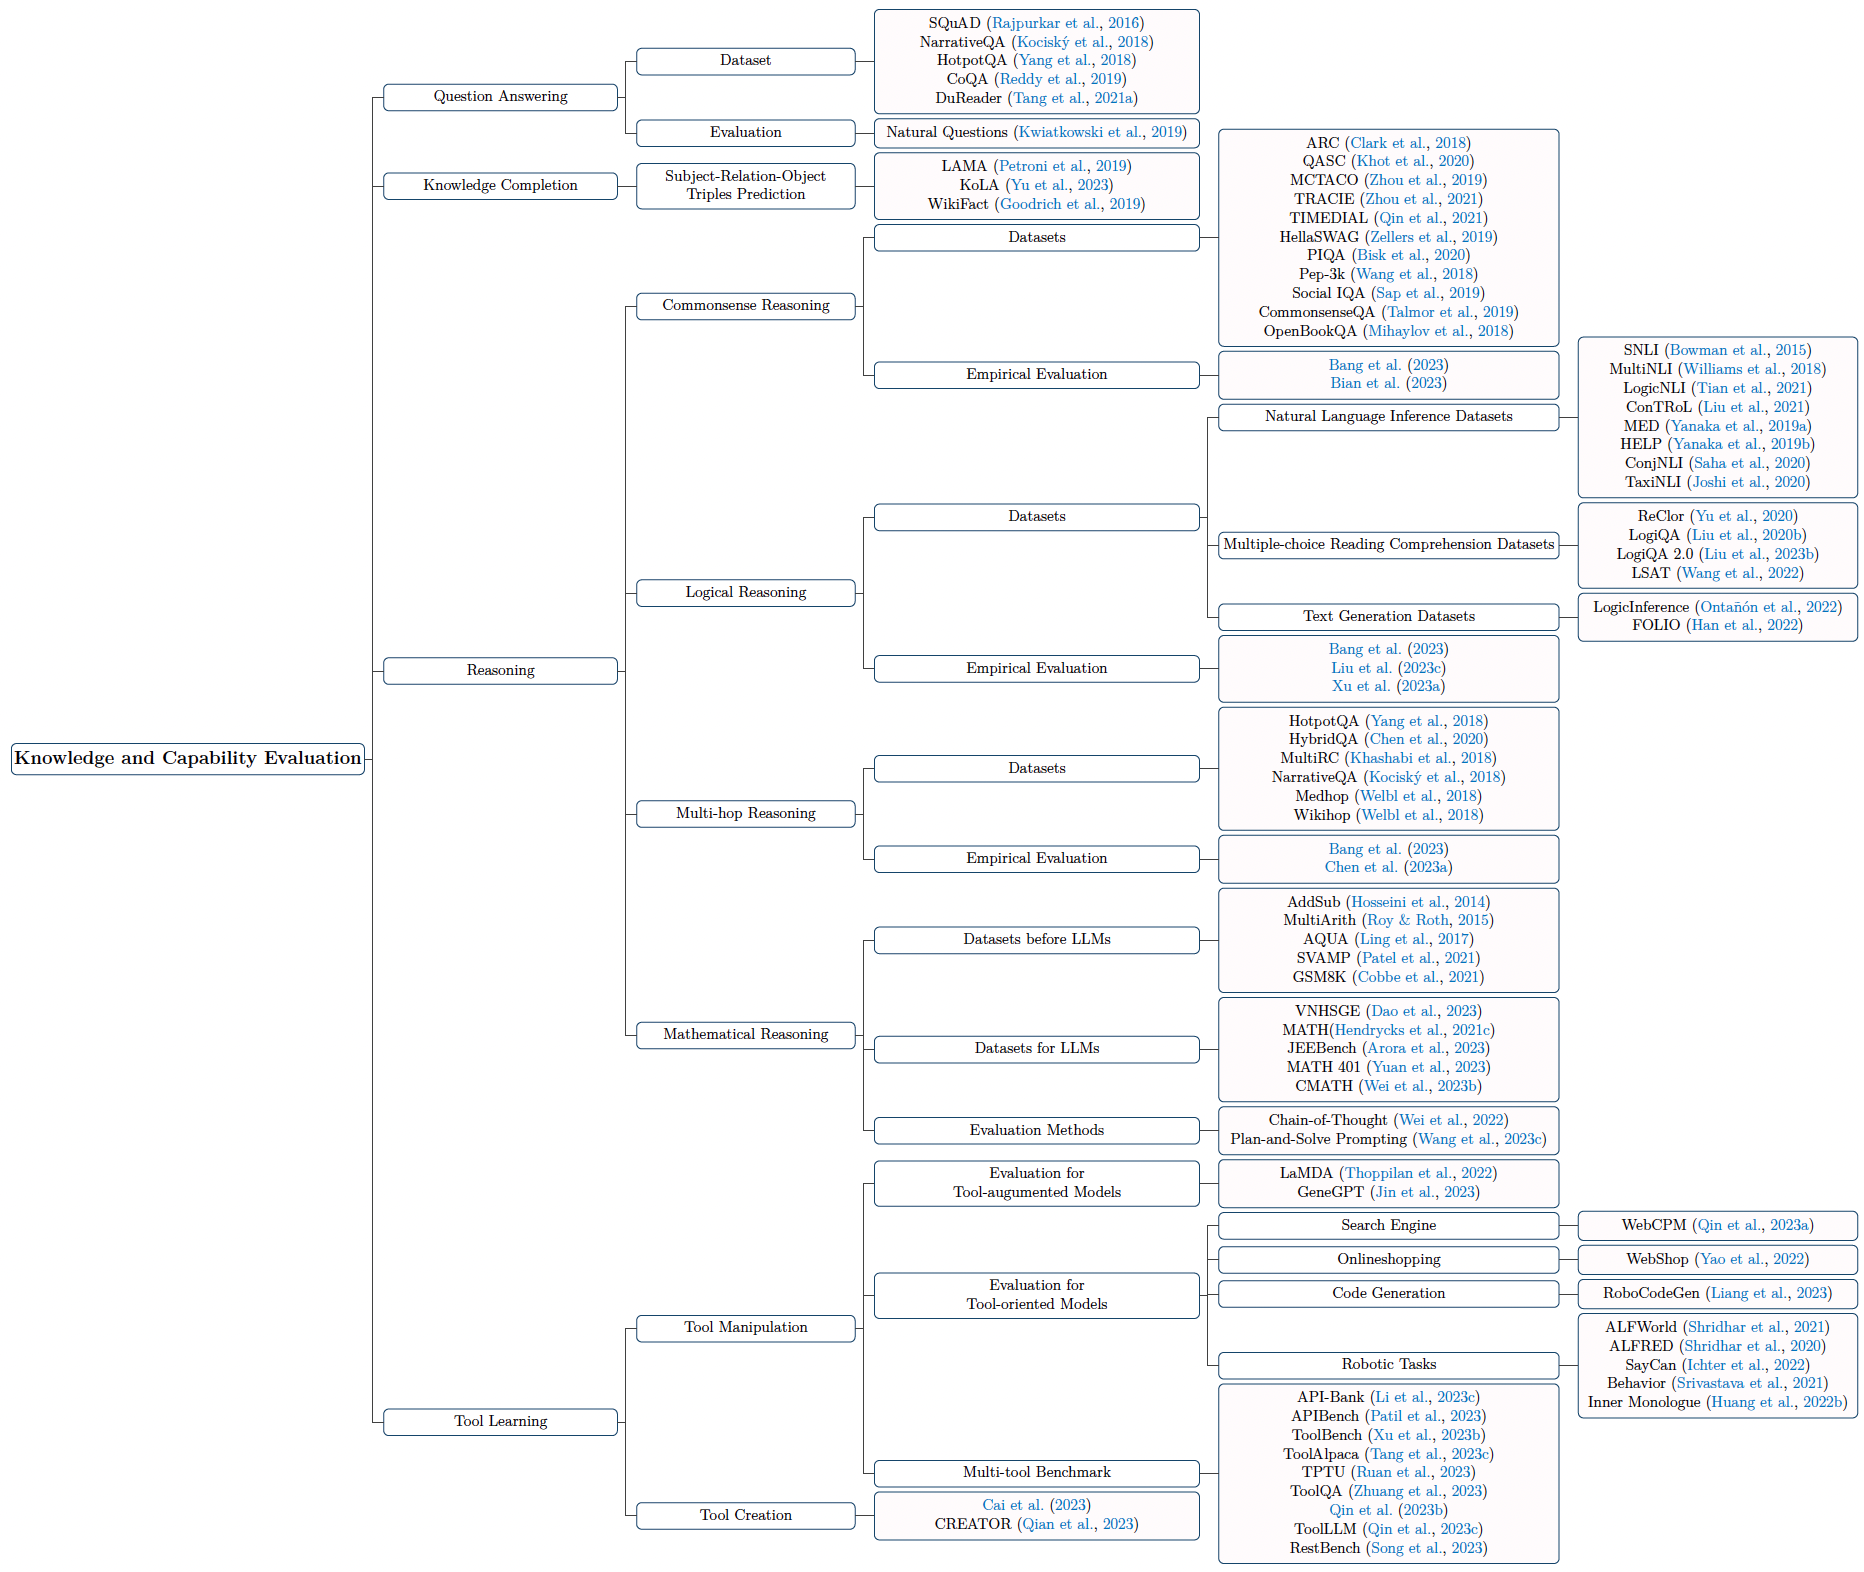 Knowledge and Capability Evaluation
Question Answering
Dataset
SQuAD (Rajpurkar et al., 2016)
NarrativeQA (Kociský et al., 2018)
HotpotQA (Yang et al., 2018)
CoQA (Reddy et al., 2019)
DuReader (Tang et al., 2021a)
Evaluation
Natural Questions (Kwiatkowski et al., 2019)
Knowledge Completion
Subject-Relation-Object
Triples Prediction
LAMA (Petroni et al., 2019)
KoLA (Yu et al., 2023)
WikiFact (Goodrich et al., 2019)
Reasoning
Commonsense Reasoning
Datasets
ARC (Clark et al., 2018)
QASC (Khot et al., 2020)
MCTACO (Zhou et al., 2019)
TRACIE (Zhou et al., 2021)
TIMEDIAL (Qin et al., 2021)
HellaSWAG (Zellers et al., 2019)
PIQA (Bisk et al., 2020)
Pep-3k (Wang et al., 2018)
Social IQA (Sap et al., 2019)
CommonsenseQA (Talmor et al., 2019)
OpenBookQA (Mihaylov et al., 2018)
Empirical Evaluation
Bang et al. (2023)
Bian et al. (2023)
Logical Reasoning
Datasets
Natural Language Inference Datasets
SNLI (Bowman et al., 2015)
MultiNLI (Williams et al., 2018)
LogicNLI (Tian et al., 2021)
ConTRoL (Liu et al., 2021)
MED (Yanaka et al., 2019a)
HELP (Yanaka et al., 2019b)
ConjNLI (Saha et al., 2020)
TaxiNLI (Joshi et al., 2020)
Multiple-choice Reading Comprehension Datasets
ReClor (Yu et al., 2020)
LogiQA (Liu et al., 2020b)
LogiQA 2.0 (Liu et al., 2023b)
LSAT (Wang et al., 2022)
Text Generation Datasets
LogicInference (Ontañón et al., 2022)
FOLIO (Han et al., 2022)
Empirical Evaluation
Bang et al. (2023)
Liu et al. (2023c)
Xu et al. (2023a)
Multi-hop Reasoning
Datasets
HotpotQA (Yang et al., 2018)
HybridQA (Chen et al., 2020)
MultiRC (Khashabi et al., 2018)
NarrativeQA (Kociský et al., 2018)
Medhop (Welbl et al., 2018)
Wikihop (Welbl et al., 2018)
Empirical Evaluation
Bang et al. (2023)
Chen et al. (2023a)
Mathematical Reasoning
Datasets before LLMs
AddSub (Hosseini et al., 2014)
MultiArith (Roy & Roth, 2015)
AQUA (Ling et al., 2017)
SVAMP (Patel et al., 2021)
GSM8K (Cobbe et al., 2021)
Datasets for LLMs
VNHSGE (Dao et al., 2023)
MATH(Hendrycks et al., 2021c)
JEEBench (Arora et al., 2023)
MATH 401 (Yuan et al., 2023)
CMATH (Wei et al., 2023b)
Evaluation Methods
Chain-of-Thought (Wei et al., 2022)
Plan-and-Solve Prompting (Wang et al., 2023c)
Tool Learning
Tool Manipulation
Evaluation for
Tool-augumented Models
LaMDA (Thoppilan et al., 2022)
GeneGPT (Jin et al., 2023)
Evaluation for
Tool-oriented Models
Search Engine
WebCPM (Qin et al., 2023a)
Onlineshopping
WebShop (Yao et al., 2022)
Code Generation
RoboCodeGen (Liang et al., 2023)
Robotic Tasks
ALFWorld (Shridhar et al., 2021)
ALFRED (Shridhar et al., 2020)
SayCan (Ichter et al., 2022)
Behavior (Srivastava et al., 2021)
Inner Monologue (Huang et al., 2022b)
Multi-tool Benchmark
API-Bank (Li et al., 2023c)
APIBench (Patil et al., 2023)
ToolBench (Xu et al., 2023b)
ToolAlpaca (Tang et al., 2023c)
TPTU (Ruan et al., 2023)
ToolQA (Zhuang et al., 2023)
Qin et al. (2023b)
ToolLLM (Qin et al., 2023c)
RestBench (Song et al., 2023)
Tool Creation
Cai et al. (2023)
CREATOR (Qian et al., 2023)